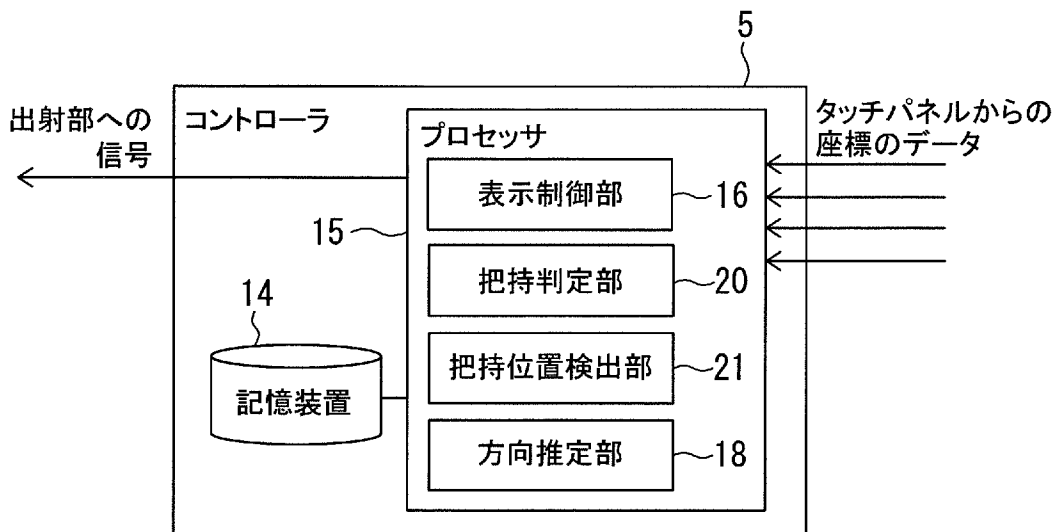 5
出射部への
信号
コントローラ
タッチパネルからの
座標のデータ
プロセッサ
表示制御部
16
15
把持判定部
20
14
記憶装置
把持位置検出部
21
方向推定部
18